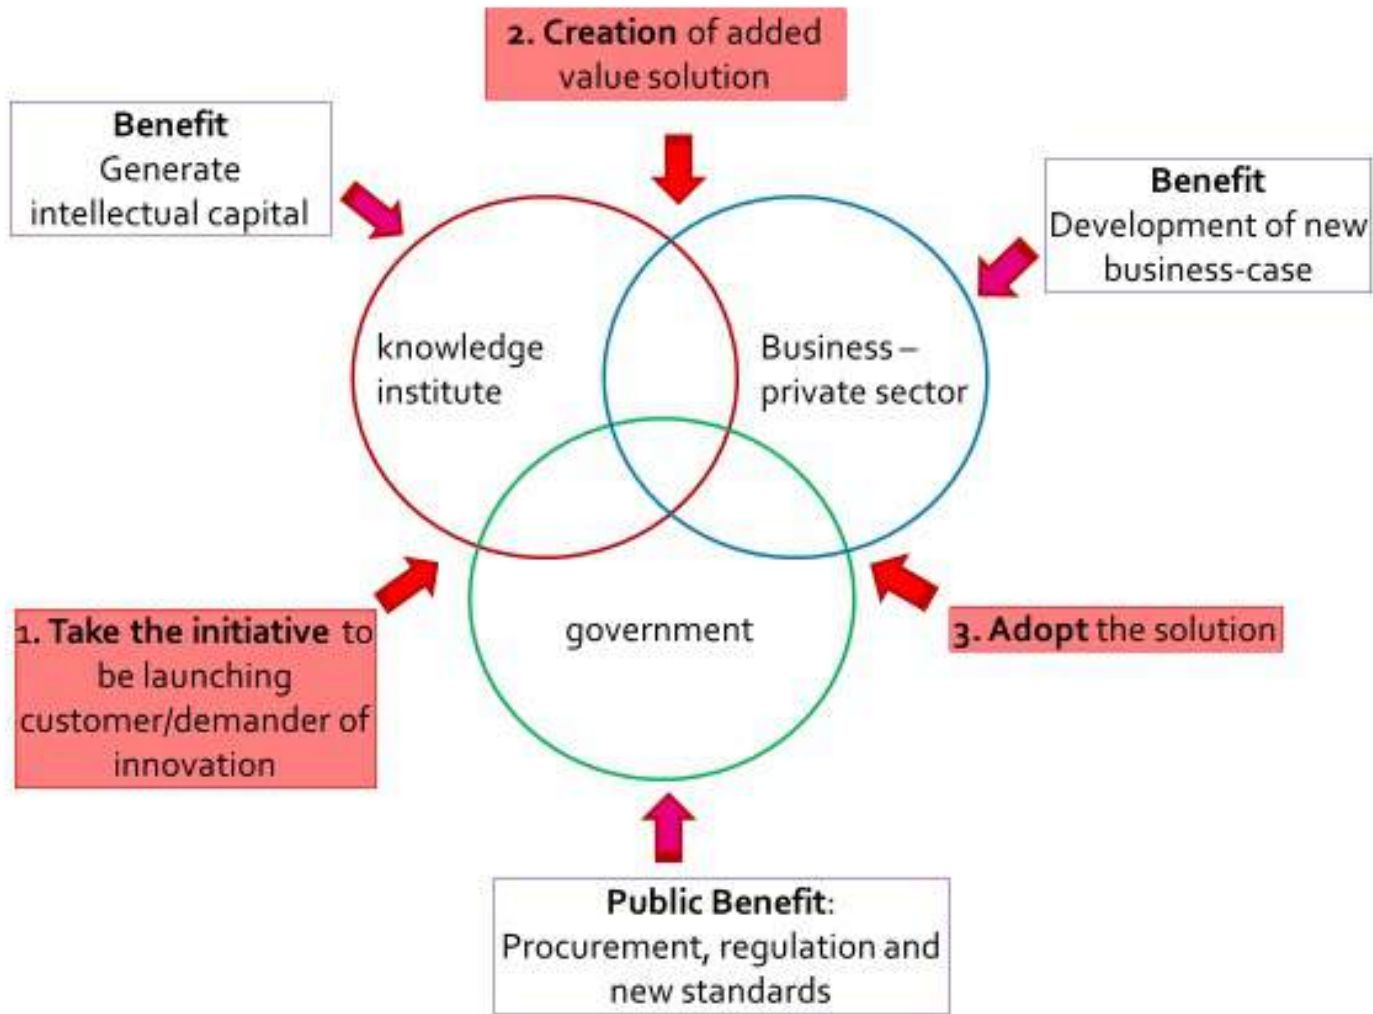 2. Creation of added
value solution
Benefit
Generate
intellectual capital
Benefit
Development of new
business-case
knowledge
institute
Business –
private sector
1. Take the initiative to
be launching
customer/demander of
innovation
government
3. Adopt the solution
Public Benefit:
Procurement, regulation and
new standards